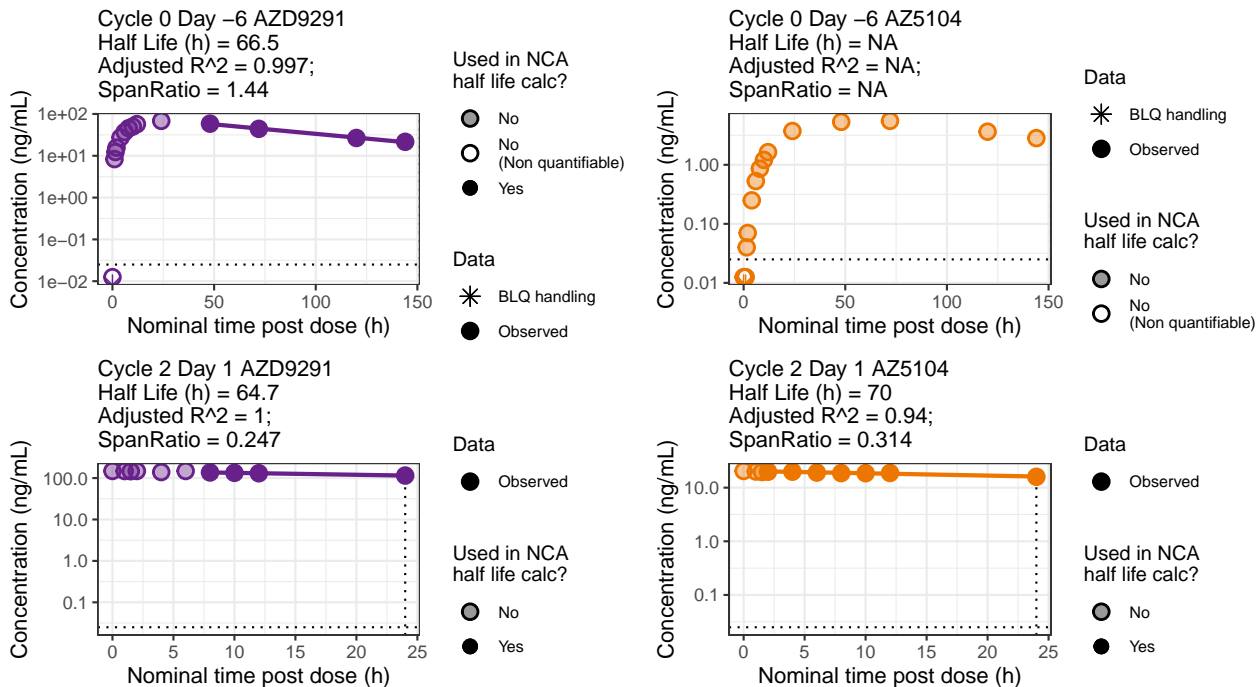 Cycle 0 Day −6 AZD9291
Half Life (h) = 66.5
Adjusted R^2 = 0.997;
SpanRatio = 1.44
Concentration (ng/mL)
1e+02
1e+01
1e+00
1e−01
1e−02
0
50
100
150
Nominal time post dose (h)
Used in NCA
half life calc?
No
No
(Non quantifiable)
Yes
Data
BLQ handling
Observed
Cycle 0 Day −6 AZ5104
Half Life (h) = NA
Adjusted R^2 = NA;
SpanRatio = NA
Concentration (ng/mL)
1.00
0.10
0.01
0
50
100
150
Nominal time post dose (h)
Data
BLQ handling
Observed
Used in NCA
half life calc?
No
No
(Non quantifiable)
Cycle 2 Day 1 AZD9291
Half Life (h) = 64.7
Adjusted R^2 = 1;
SpanRatio = 0.247
Concentration (ng/mL)
100.0
10.0
1.0
0.1
0
5
10
15
20
25
Nominal time post dose (h)
Data
Observed
Used in NCA
half life calc?
No
Yes
Cycle 2 Day 1 AZ5104
Half Life (h) = 70
Adjusted R^2 = 0.94;
SpanRatio = 0.314
Concentration (ng/mL)
10.0
1.0
0.1
0
5
10
15
20
25
Nominal time post dose (h)
Data
Observed
Used in NCA
half life calc?
No
Yes